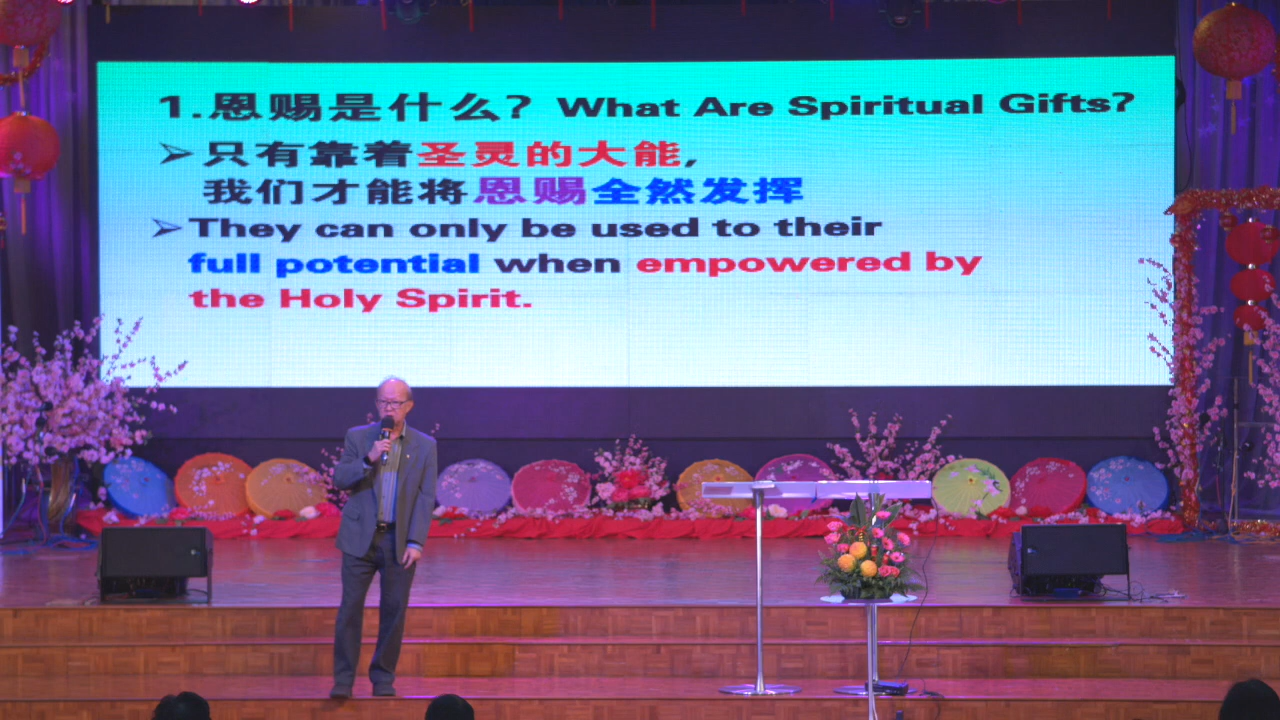 1.恩赐是什么? What Are Spiritual Gifts?
➢只有靠着圣灵的大能,
我们才能将恩赐全然发挥
➢They can only be used to their
full potential when empowered by
the Holy Spirit.